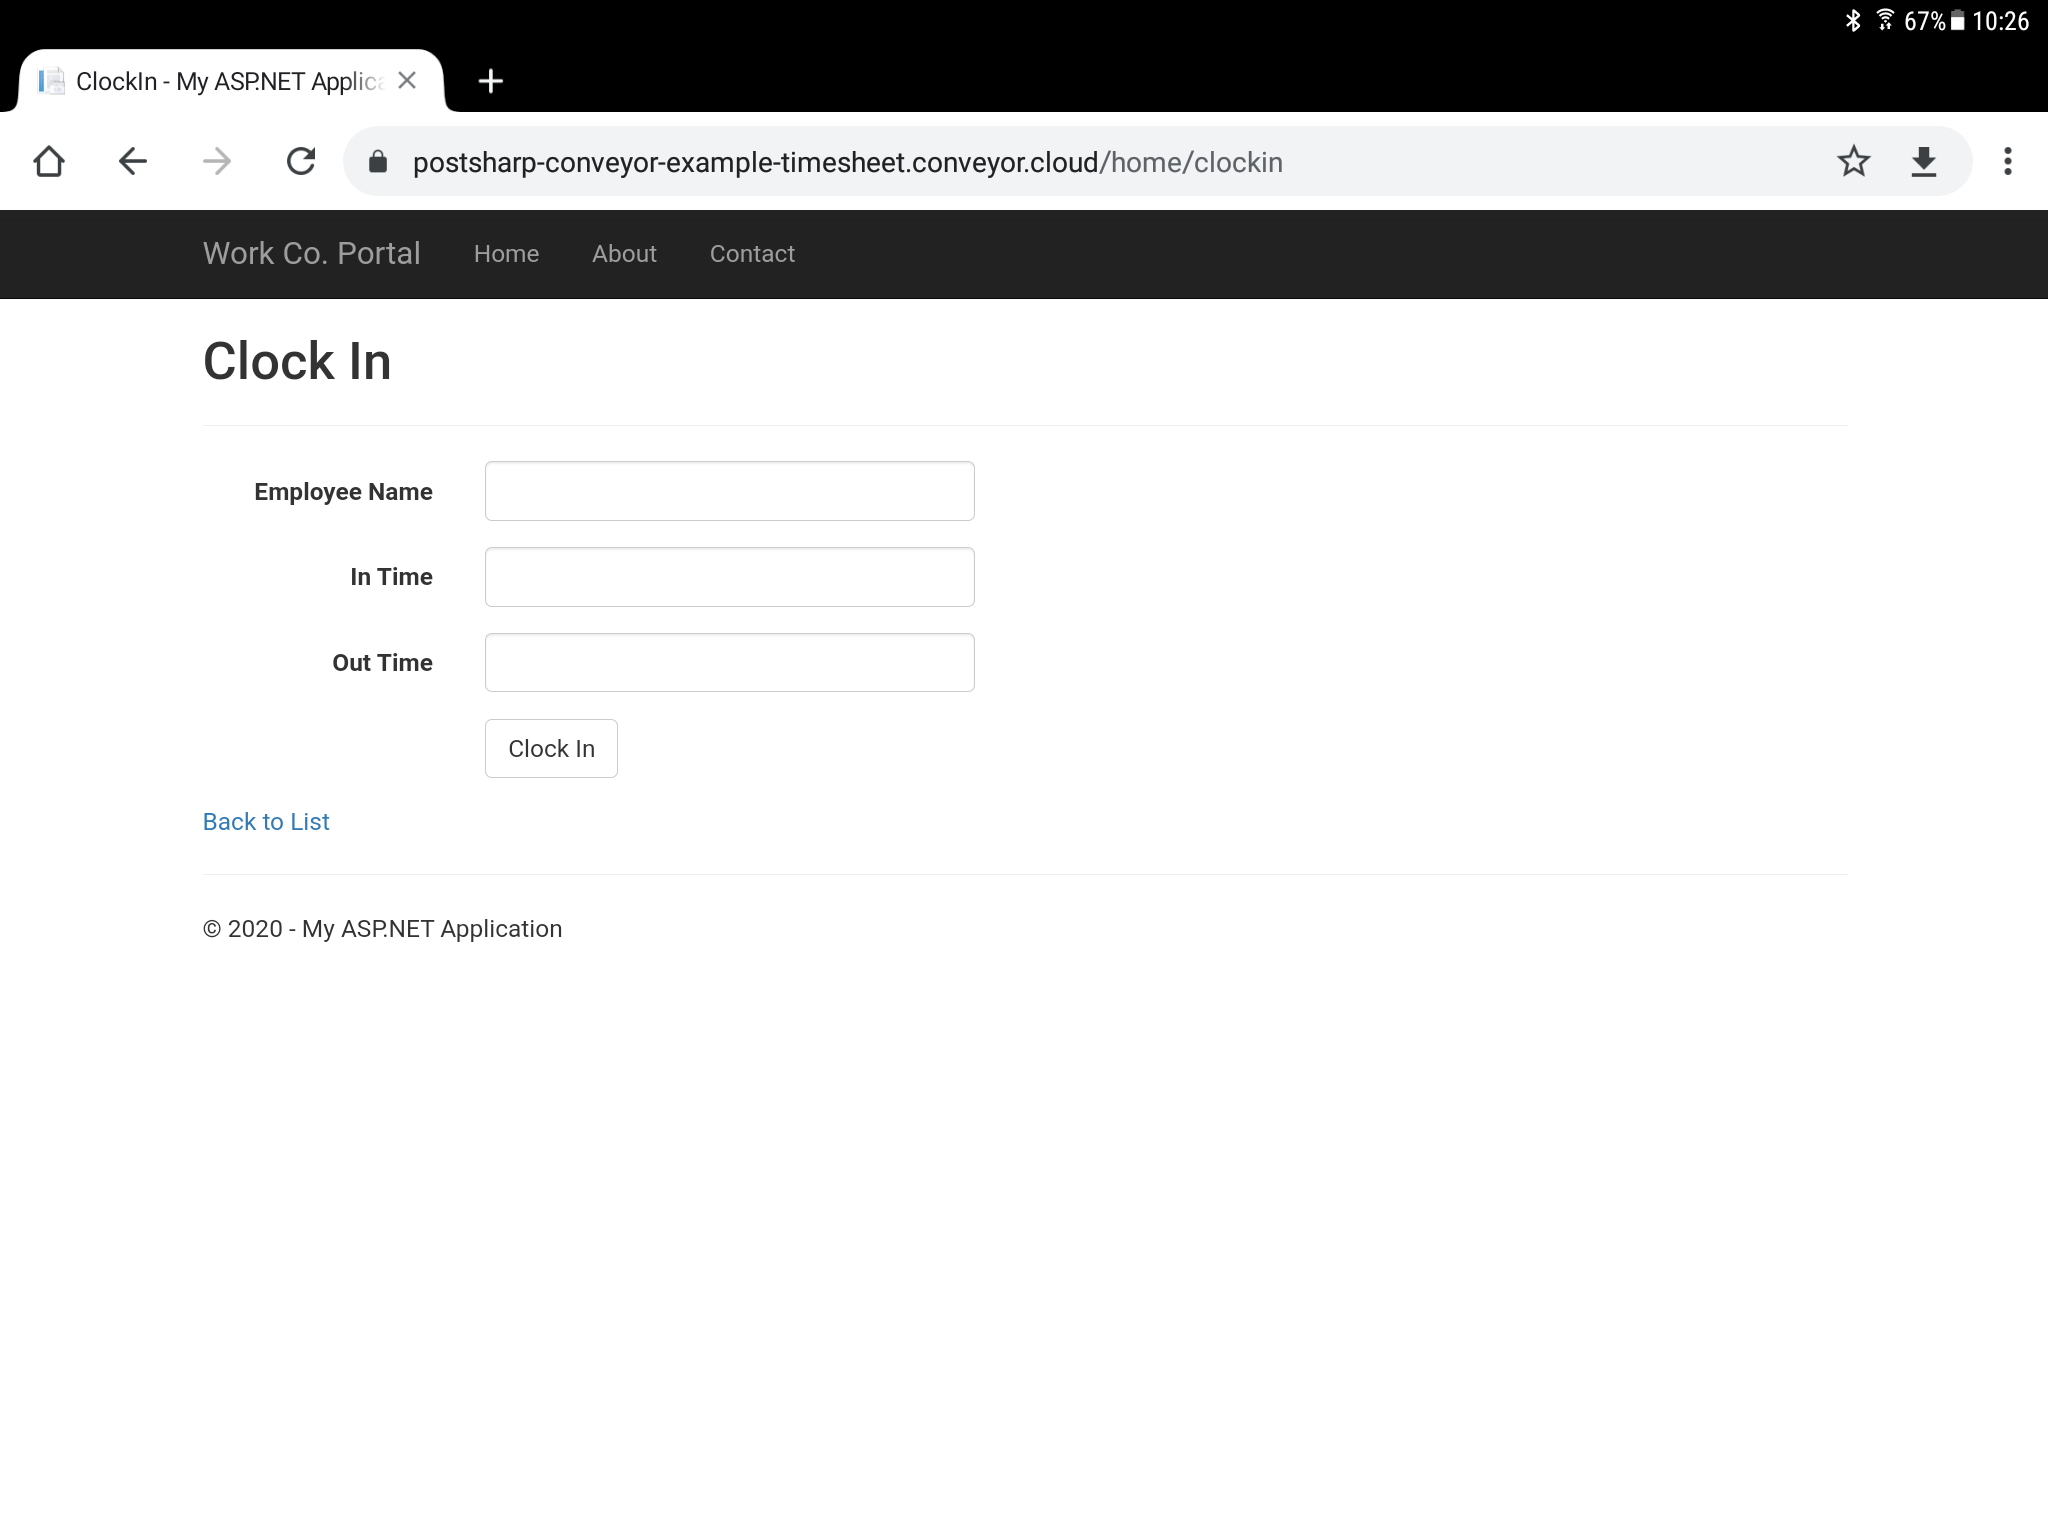 67% 10:26
ClockIn - My ASP.NET Applic
postsharp-conveyor-example-timesheet.conveyor.cloud/home/clockin
Work Co. Portal Home About Contact
Clock In
Employee Name
In Time
Out Time
Clock In
Back to List
© 2020 - My ASP.NET Application